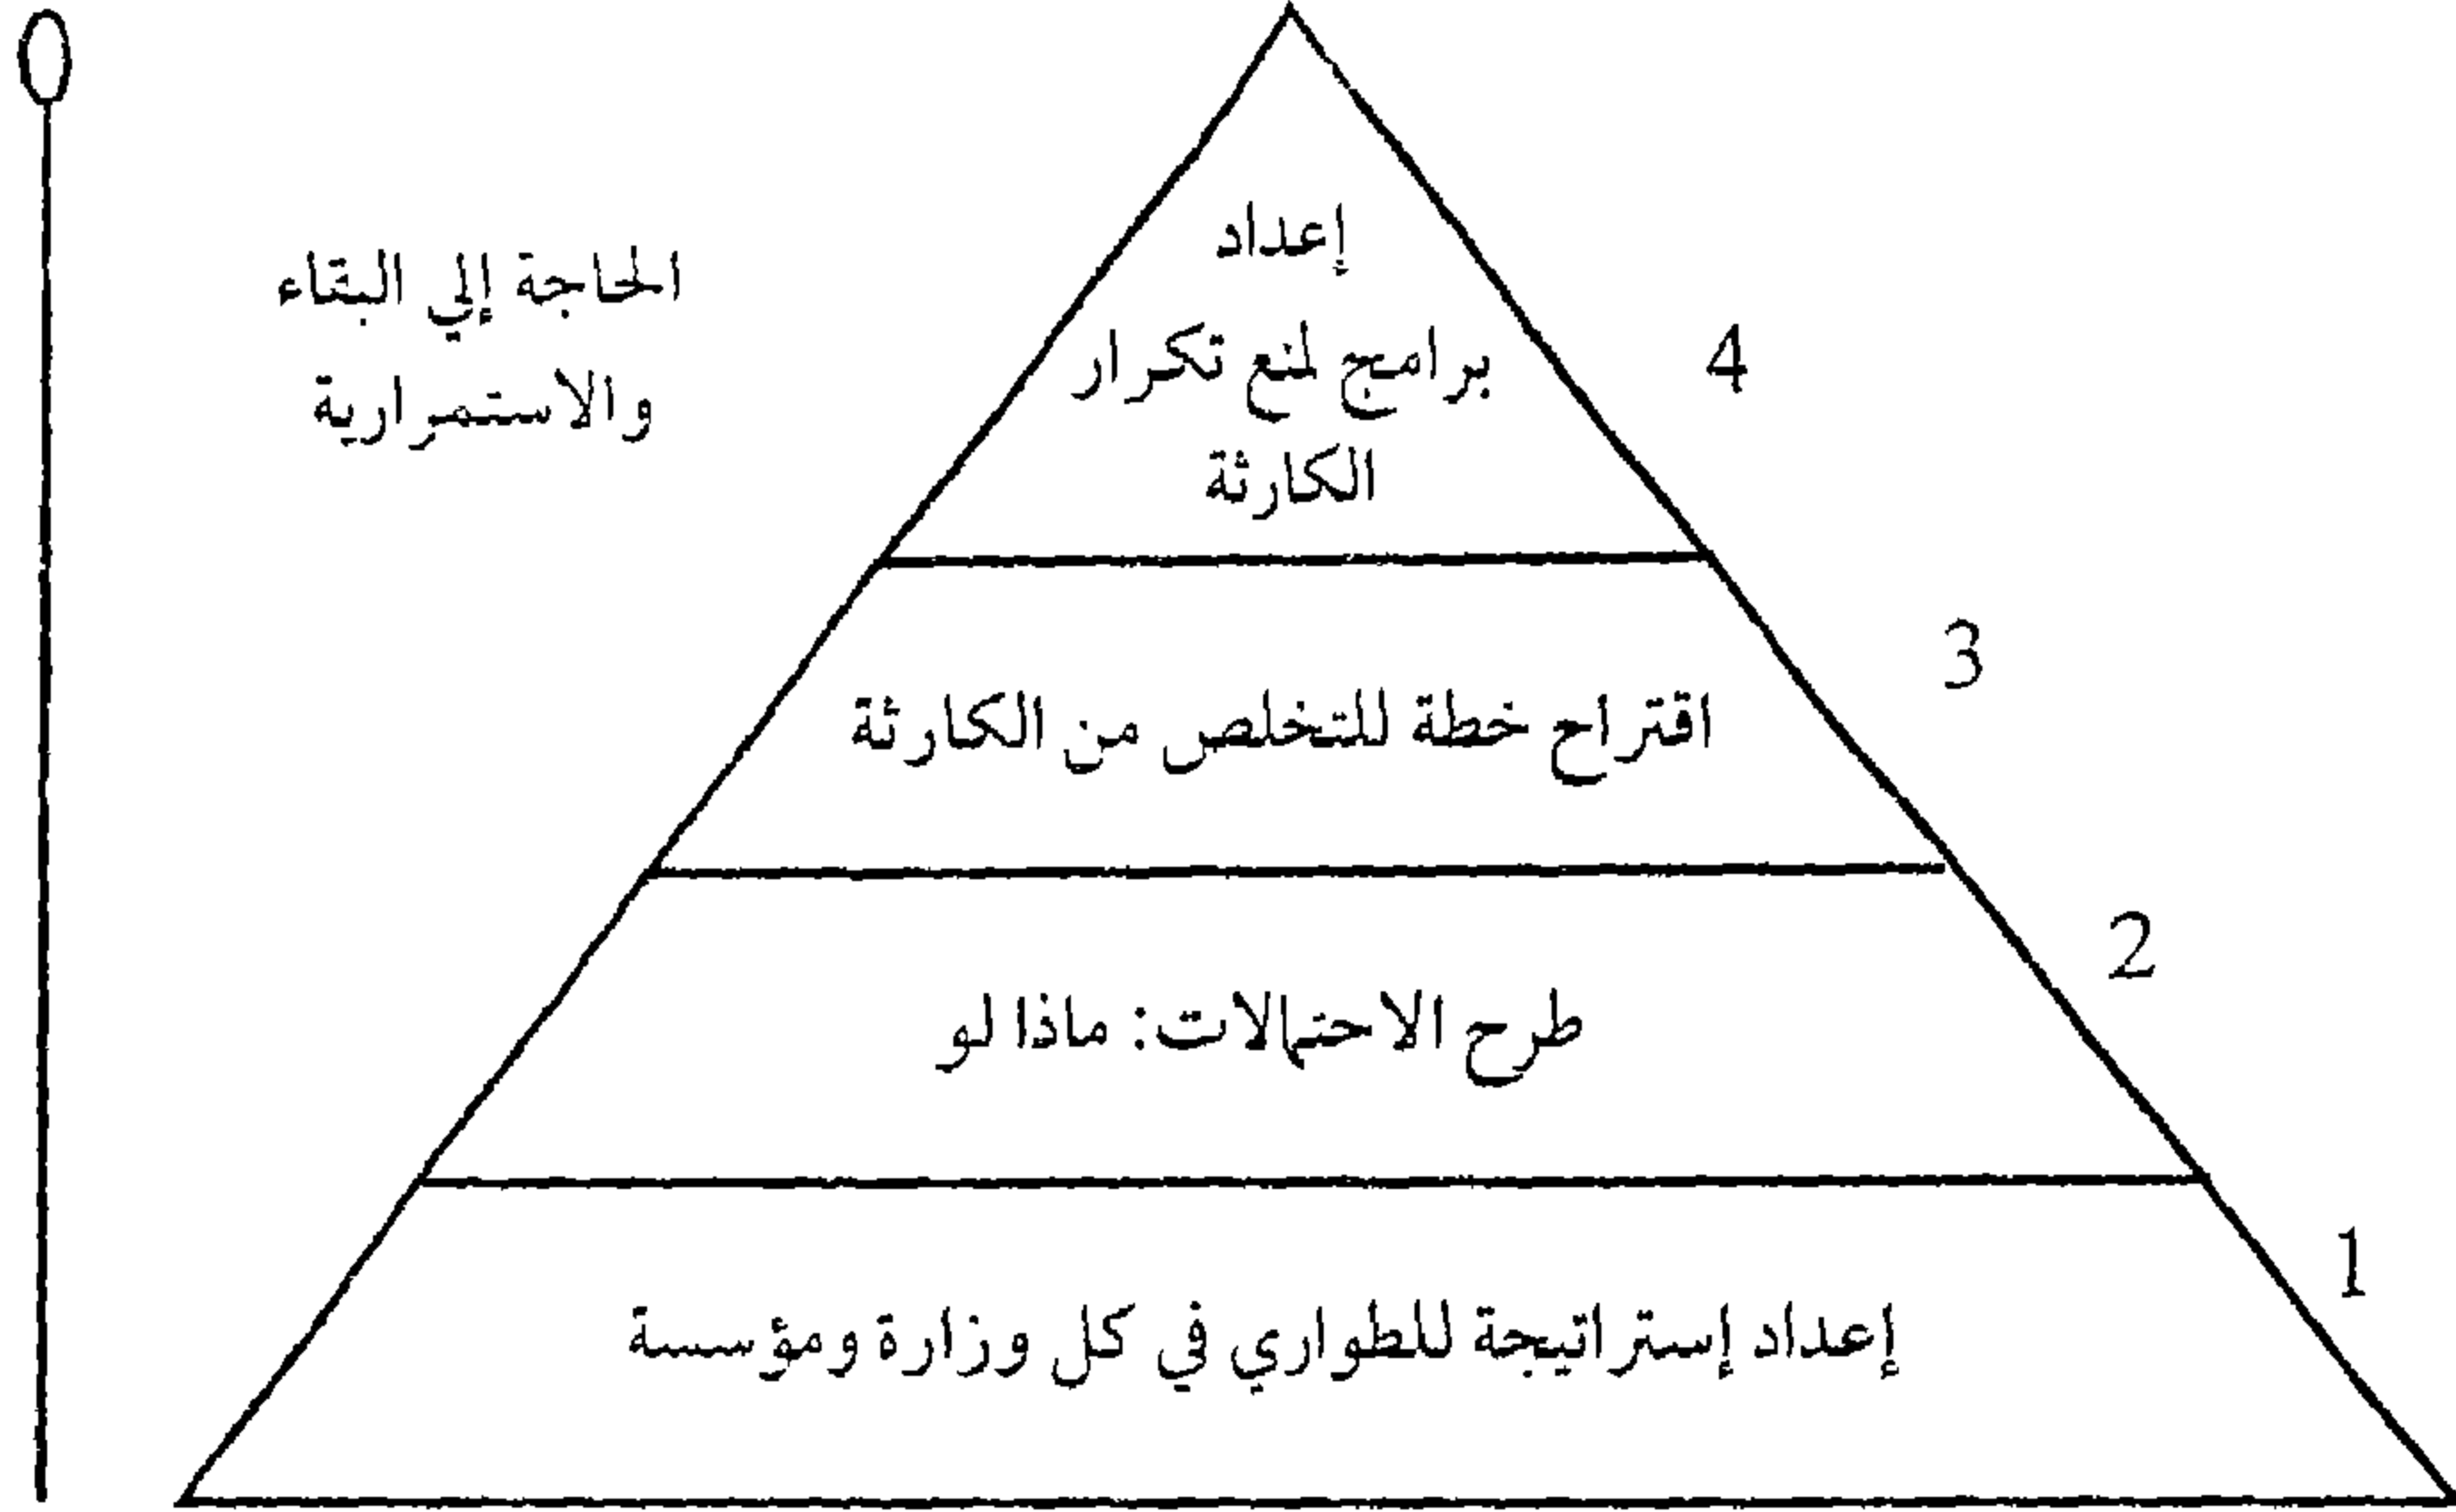 إعداد
برامج لمنع تكرار
الكارثة
4
الحاجة إلي البقاء
والاستمرارية
3
اقتراح خطة للتخلص من الكارثة
2
طرح الاحتمالات: ماذا لو
1
إعداد إستراتيجة للطواري في كل وزارة ومؤسسة